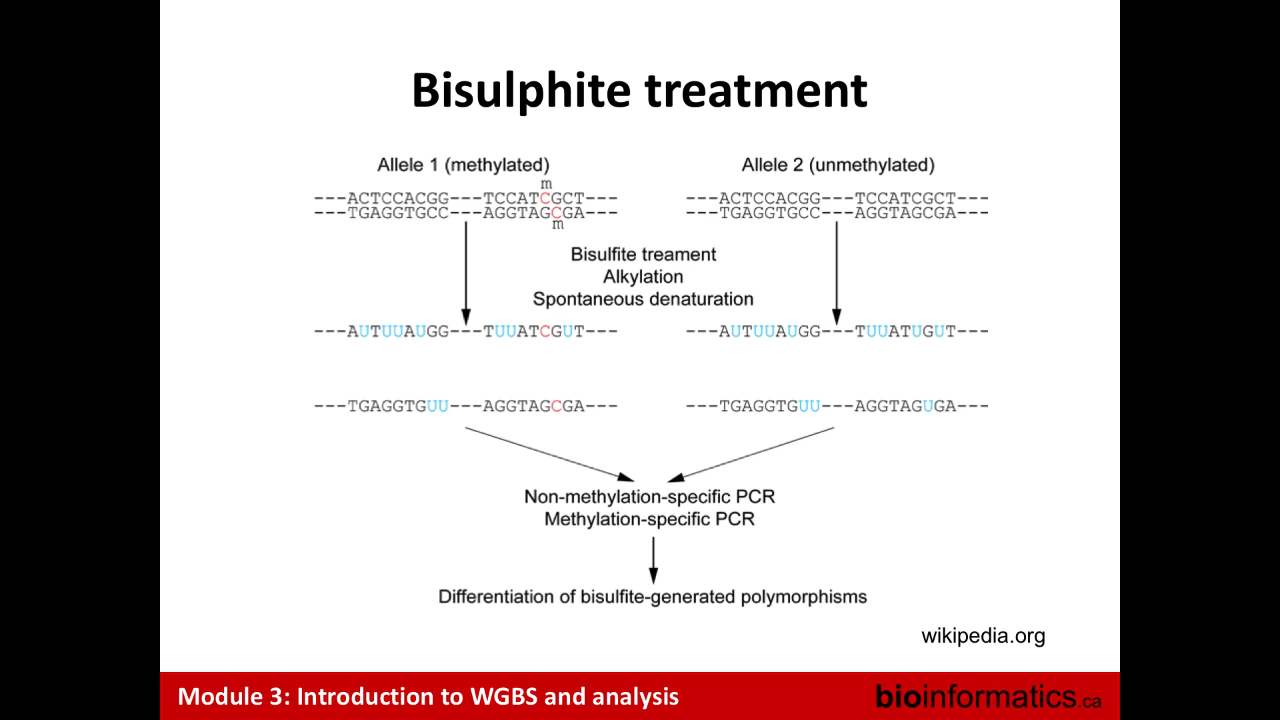 Bisulphite treatment
Allele 1 (methylated)
Allele 2 (unmethylated)
m
---ACTCCACGG---TCCATCGCT---
---TGAGGTGCC---AGGTAGCGA---
m
---ACTCCACGG---TCCATCGCT---
---TGAGGTGCC---AGGTAGCGA---
Bisulfite treament
Alkylation
Spontaneous denaturation
---AUTUUAUGG---TUUATCGUT---
---AUTUUAUGG---TUUATUGUT---
---TGAGGTGUU---AGGTAGCGA---
---TGAGGTGUU---AGGTAGUGA---
Non-methylation-specific PCR
Methylation-specific PCR
Differentiation of bisulfite-generated polymorphisms
wikipedia.org
Module 3: Introduction to WGBS and analysis
bioinformatics.ca